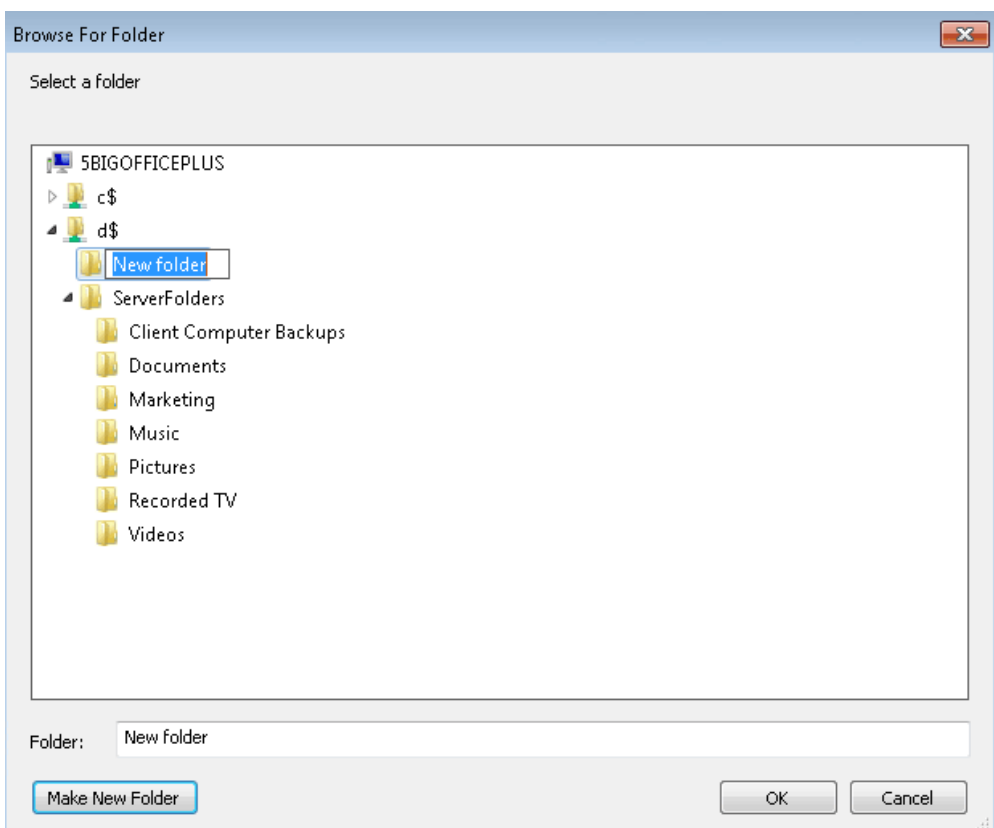 Browse For Folder
Select a folder
5BIGOFFICEPLUS
c$
d$
New folder
ServerFolders
Client Computer Backups
Documents
Marketing
Music
Pictures
Recorded TV
Videos
Folder: New folder
Make New Folder OK Cancel